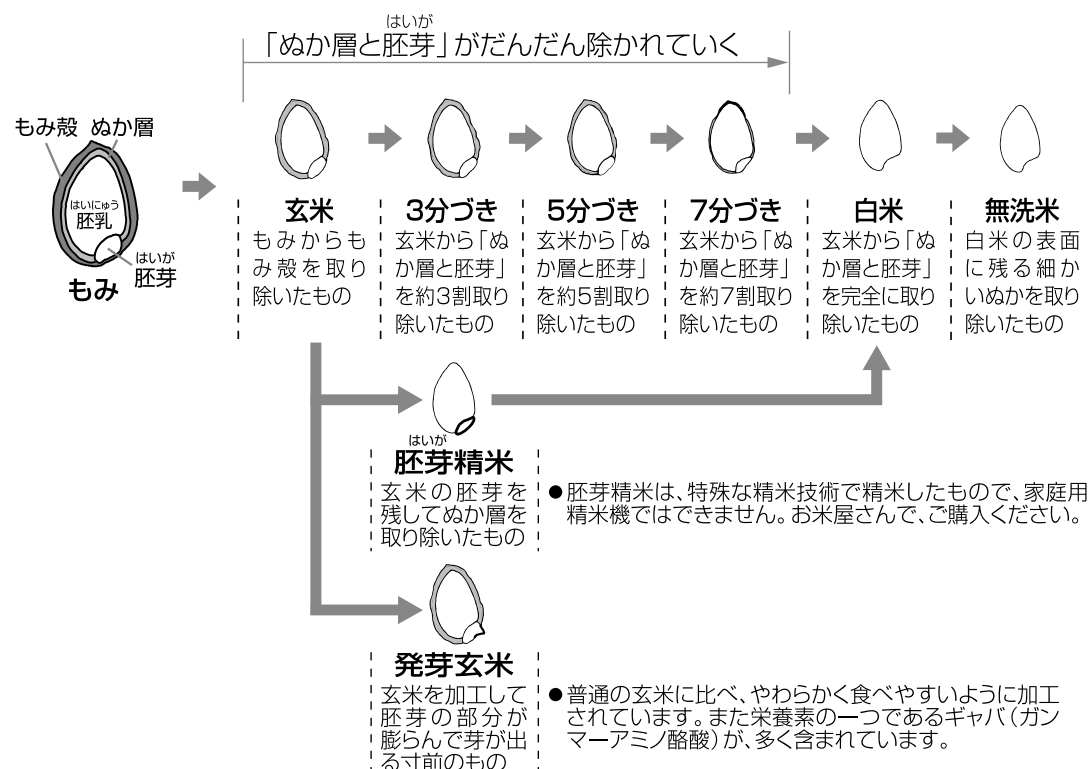 はいが
「ぬか層と胚芽」がだんだん除かれていく
もみ殻 ぬか層
はいにゅう
胚乳
はいが
胚芽
もみ
玄米
もみからも
み殻を取り
除いたもの
3分づき
玄米から「ぬ
か層と胚芽」
を約3割取り
除いたもの
5分づき
玄米から「ぬ
か層と胚芽」
を約5割取り
除いたもの
7分づき
玄米から「ぬ
か層と胚芽」
を約7割取り
除いたもの
白米
玄米から「ぬ
か層と胚芽」
を完全に取り
除いたもの
無洗米
白米の表面
に残る細か
いぬかを取り
除いたもの
はいが
胚芽精米
玄米の胚芽を
残してぬか層を
取り除いたもの
●胚芽精米は、特殊な精米技術で精米したもので、家庭用
精米機ではできません。お米屋さんで、ご購入ください。
発芽玄米
玄米を加工して
胚芽の部分が
膨らんで芽が出
る寸前のもの
●普通の玄米に比べ、やわらかく食べやすいように加工
されています。また栄養素の一つであるギャバ(ガン
マーアミノ酪酸)が、多く含まれています。